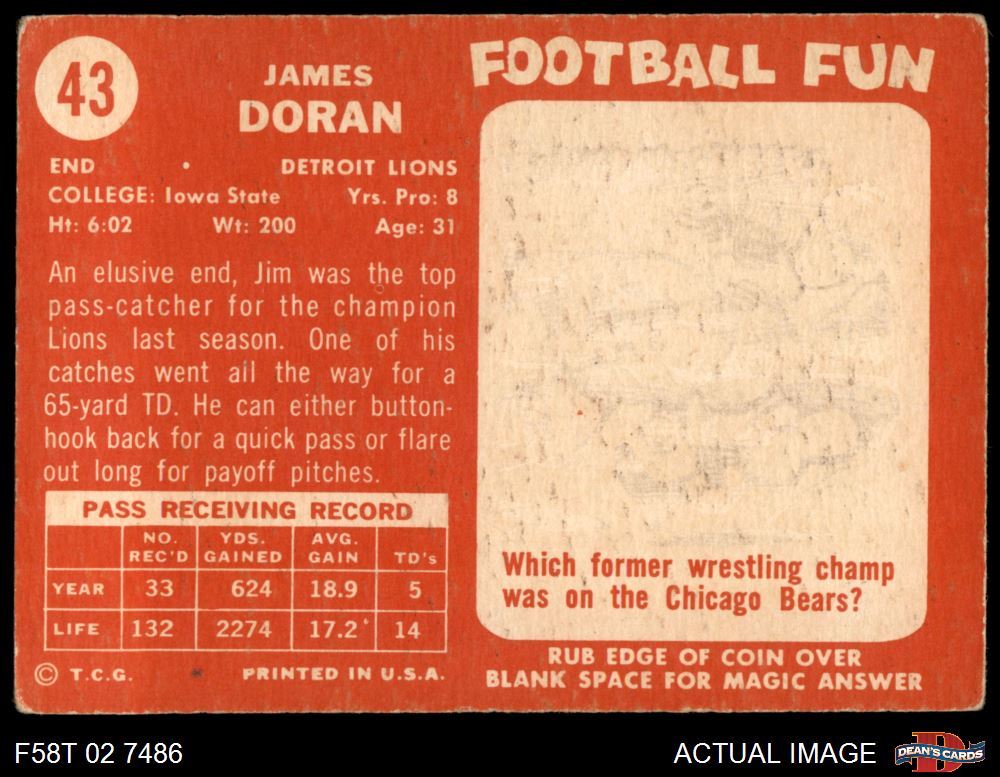 43
JAMES
DORAN
END • DETROIT LIONS
COLLEGE: Iowa State Yrs. Pro: 8
Ht: 6:02 Wt: 200 Age: 31
An elusive end, Jim was the top
pass-catcher for the champion
Lions last season. One of his
catches went all the way for a
65-yard TD. He can either button-
hook back for a quick pass or flare
out long for payoff pitches.
PASS RECEIVING RECORD
NO. REC'D YDS. GAINED AVG. GAIN TD's
YEAR 33 624 18.9 5
LIFE 132 2274 17.2 14
© T.C.G. PRINTED IN U.S.A.
FOOTBALL FUN
Which former wrestling champ
was on the Chicago Bears?
RUB EDGE OF COIN OVER
BLANK SPACE FOR MAGIC ANSWER
F58T 02 7486
ACTUAL IMAGE
D
DEAN'S CARDS